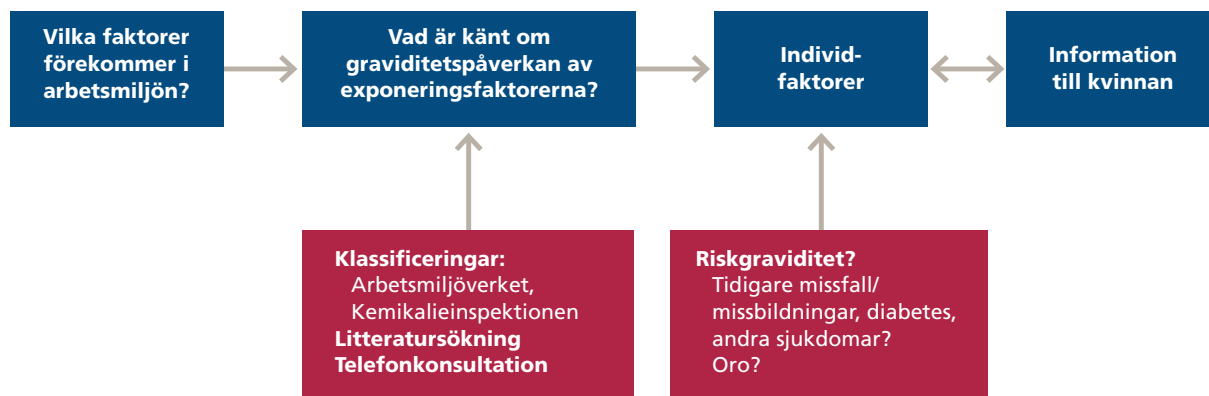 Vilka faktorer
förekommer i
arbetsmiljön?
Vad är känt om
graviditetspåverkan av
exponeringsfaktorerna?
Individ-
faktorer
Information
till kvinnan
Klassificeringar:
Arbetsmiljöverket,
Kemikalieinspektionen
Litteratursökning
Telefonkonsultation
Riskgraviditet?
Tidigare missfall/
missbildningar, diabetes,
andra sjukdomar?
Oro?